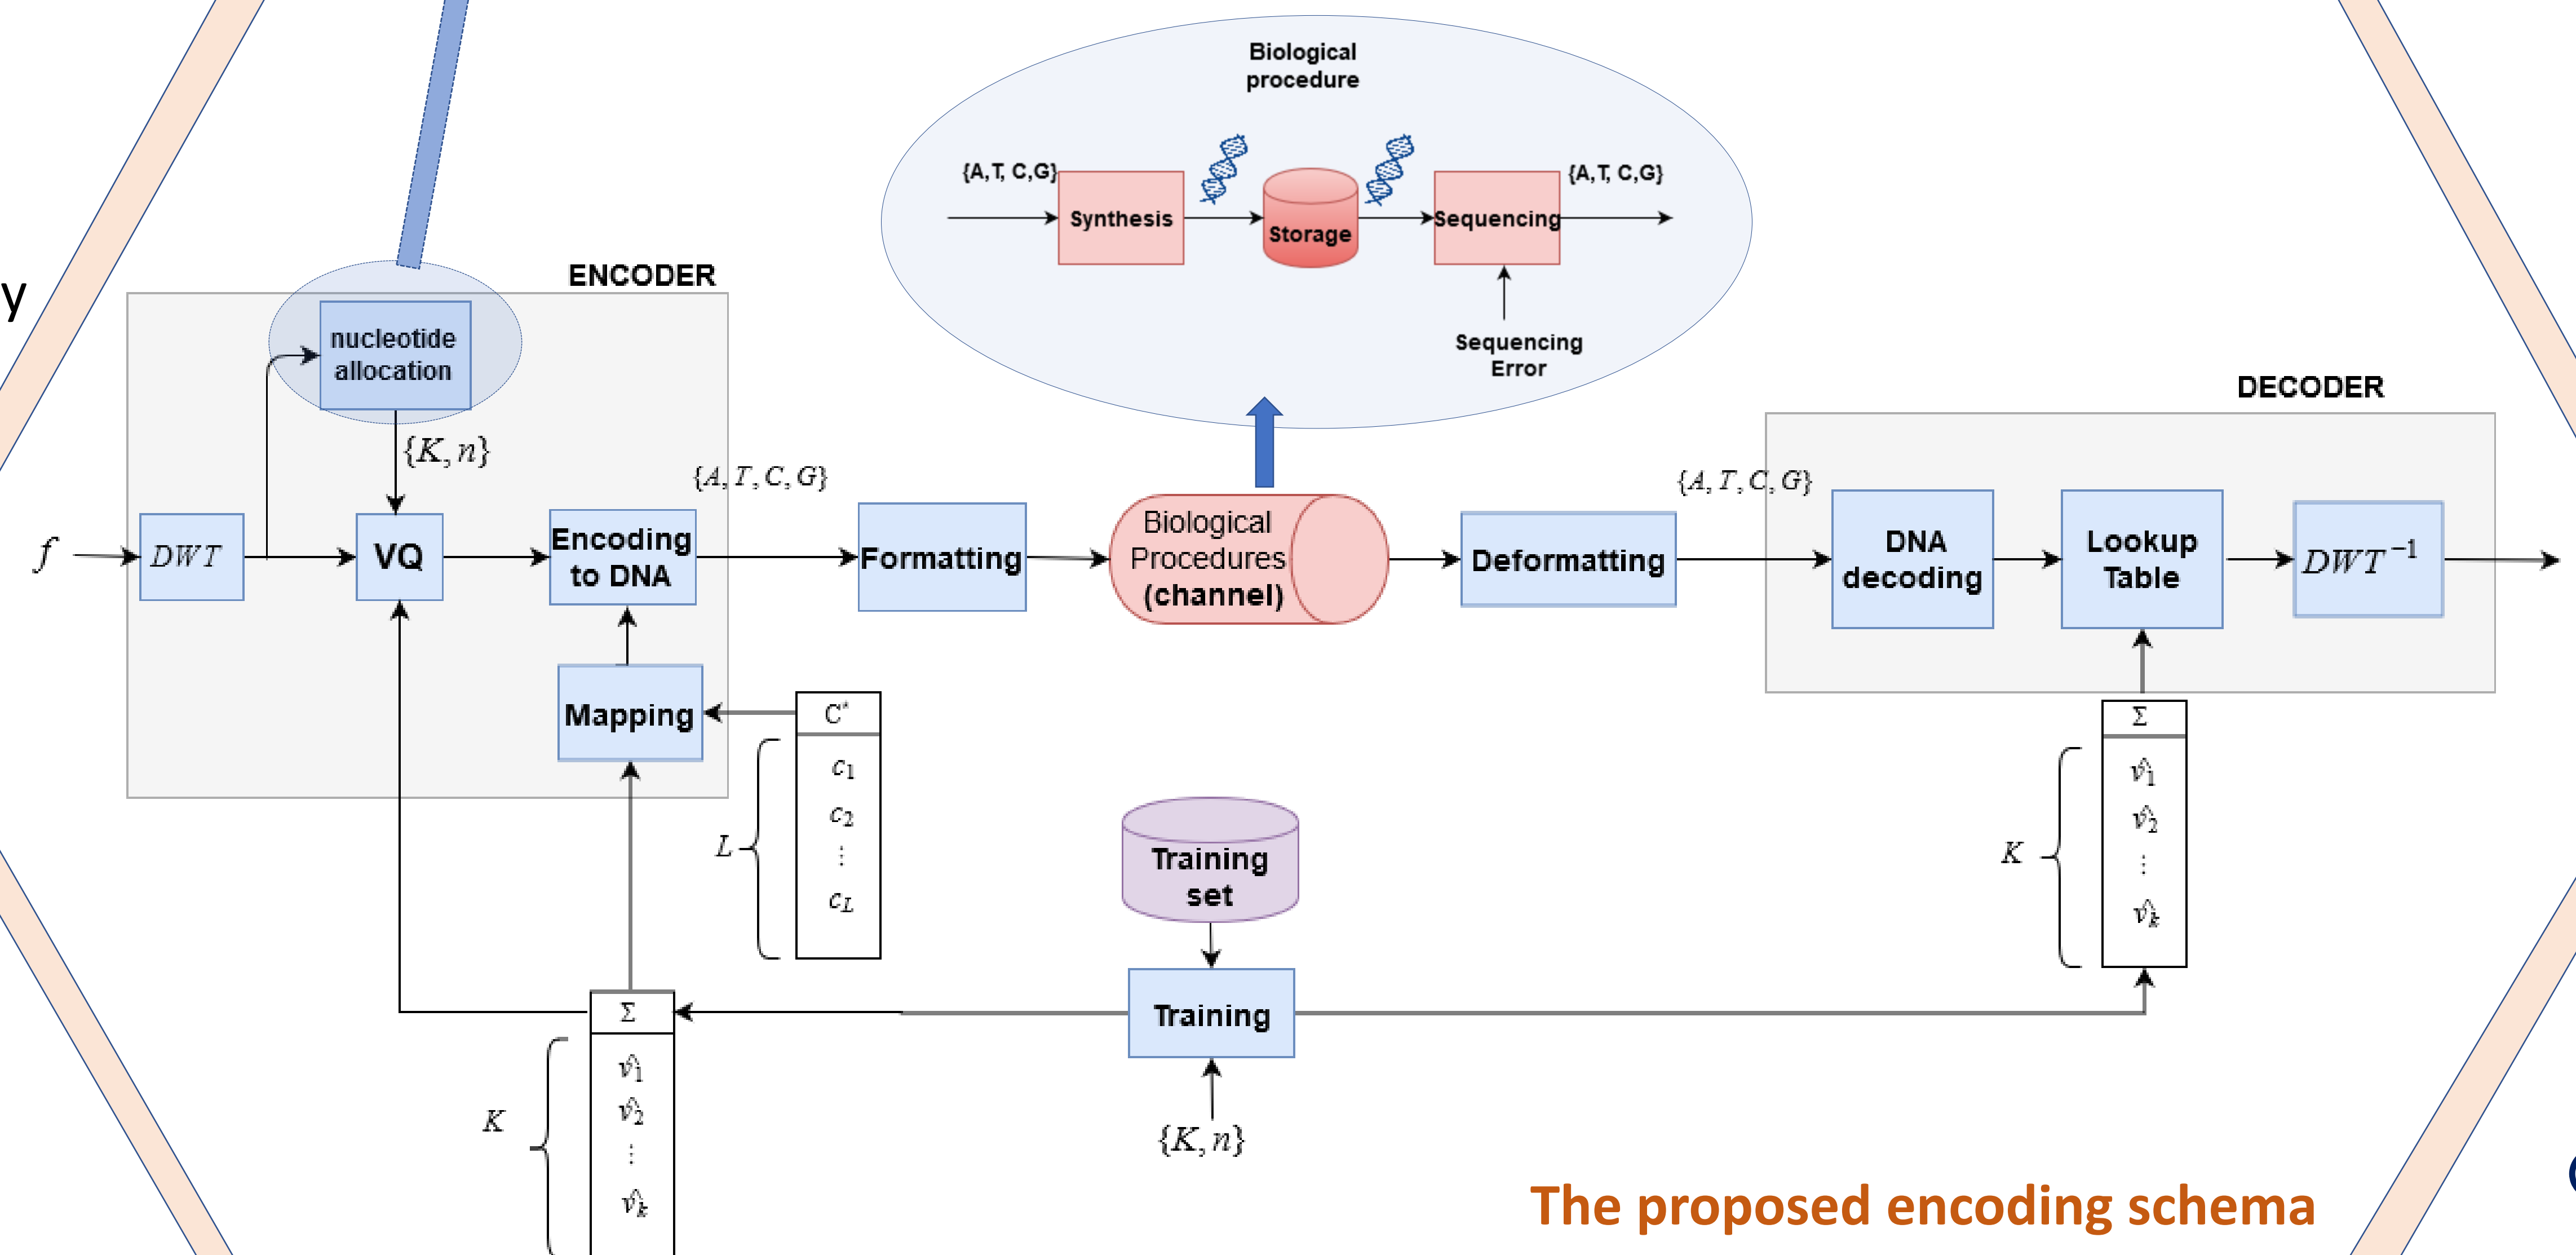 Biological
procedure
{A,T, C,G}
{A,T, C,G}
Synthesis
Storage
Sequencing
Sequencing
Error
y
ENCODER
nucleotide
allocation
{K, n}
{A, T, C, G}
f
DWT
VQ
Encoding
to DNA
Formatting
Biological
Procedures
(channel)
Deformatting
{A, T, C, G}
DECODER
DNA
decoding
Lookup
Table
DWT⁻¹
Mapping
C*
L
c₁
c₂
⋮
c_L
Σ
K
v̂₁
v̂₂
⋮
v̂ₖ
Training
set
Training
{K, n}
Σ
K
v̂₁
v̂₂
⋮
v̂ₖ
The proposed encoding schema